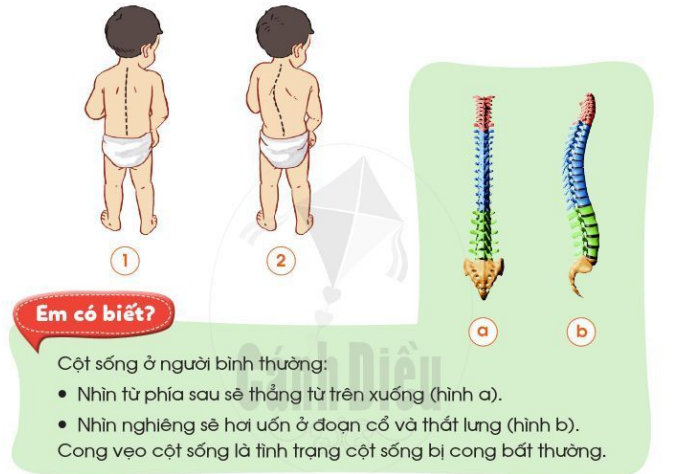 1
2
a
b
Em có biết?
Cột sống ở người bình thường:
• Nhìn từ phía sau sẽ thẳng từ trên xuống (hình a).
• Nhìn nghiêng sẽ hơi uốn ở đoạn cổ và thắt lưng (hình b).
Cong vẹo cột sống là tình trạng cột sống bị cong bất thường.
Cánh Diều